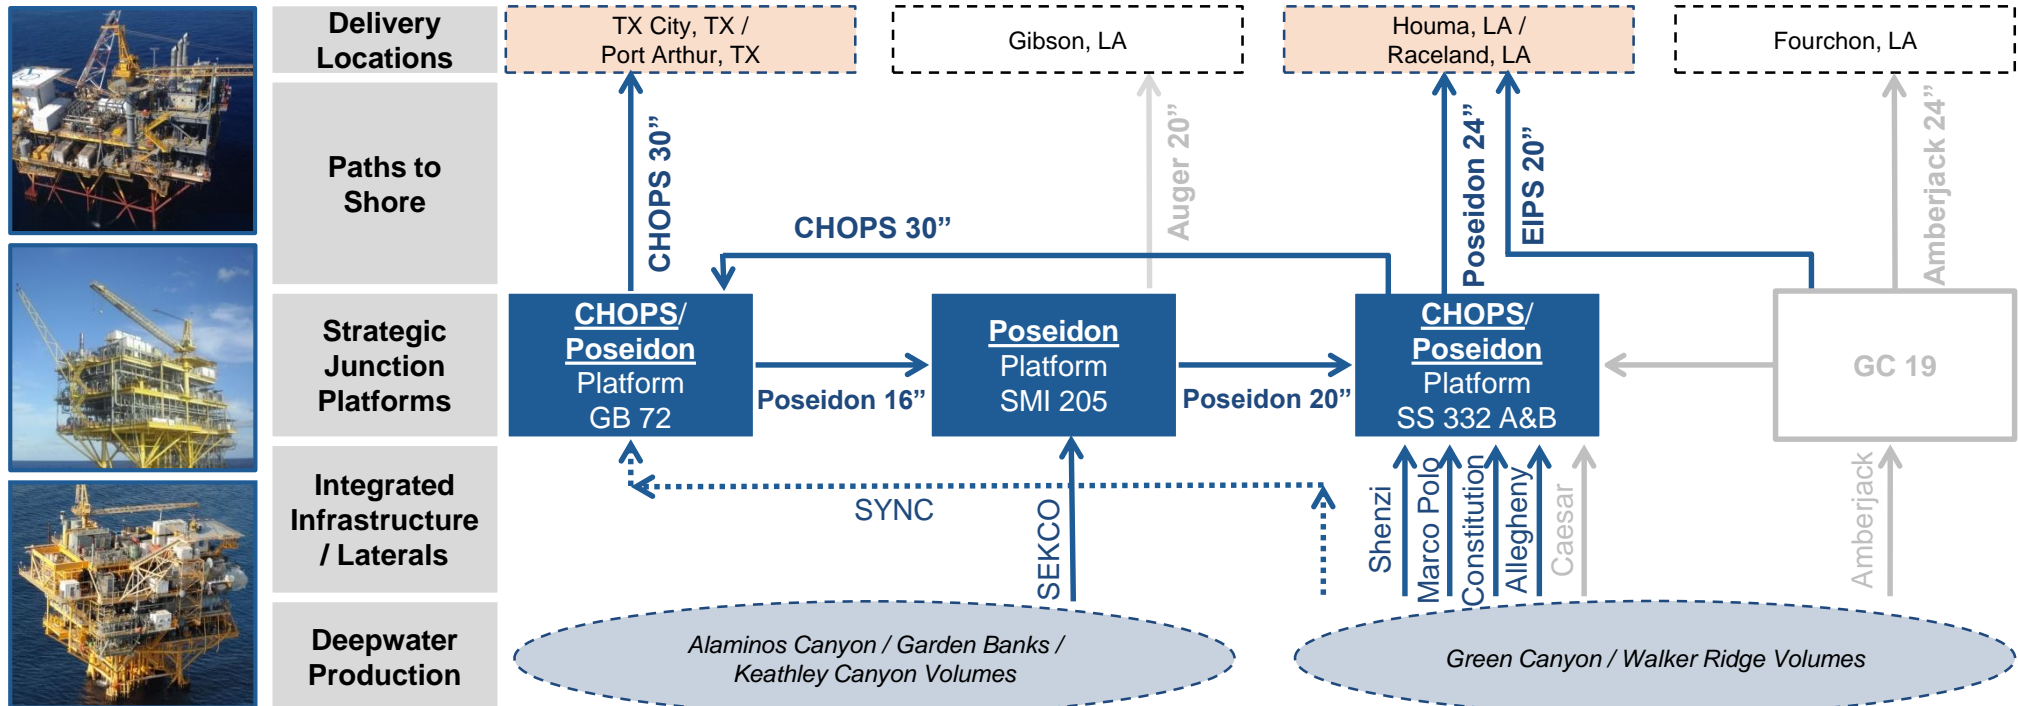 Delivery
Locations
TX City, TX /
Port Arthur, TX
Gibson, LA
Houma, LA /
Raceland, LA
Fourchon, LA
Paths to
Shore
CHOPS 30”
Auger 20”
Poseidon 24”
EIPS 20”
Amberjack 24”
CHOPS 30”
Strategic
Junction
Platforms
CHOPS/
Poseidon
Platform
GB 72
Poseidon 16”
Poseidon
Platform
SMI 205
Poseidon 20”
CHOPS/
Poseidon
Platform
SS 332 A&B
GC 19
Integrated
Infrastructure
/ Laterals
SYNC
SEKCO
Shenzi
Marco Polo
Constitution
Allegheny
Caesar
Amberjack
Deepwater
Production
Alaminos Canyon / Garden Banks /
Keathley Canyon Volumes
Green Canyon / Walker Ridge Volumes